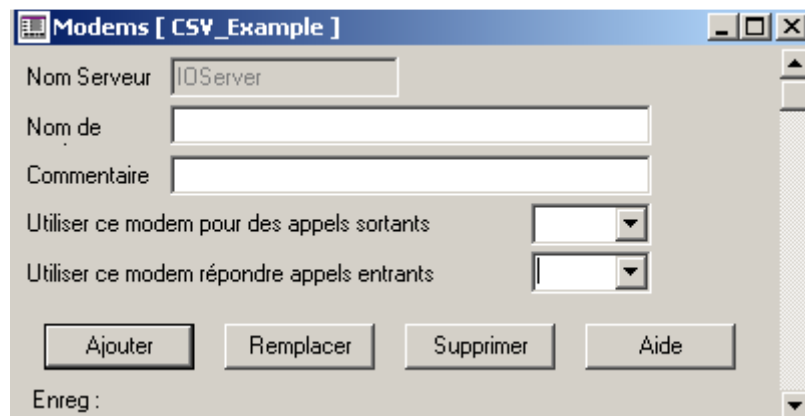 Modems [ CSV_Example ]
Nom Serveur IOServer
Nom de
Commentaire
Utiliser ce modem pour des appels sortants
Utiliser ce modem répondre appels entrants
Ajouter Remplacer Supprimer Aide
Enreg :